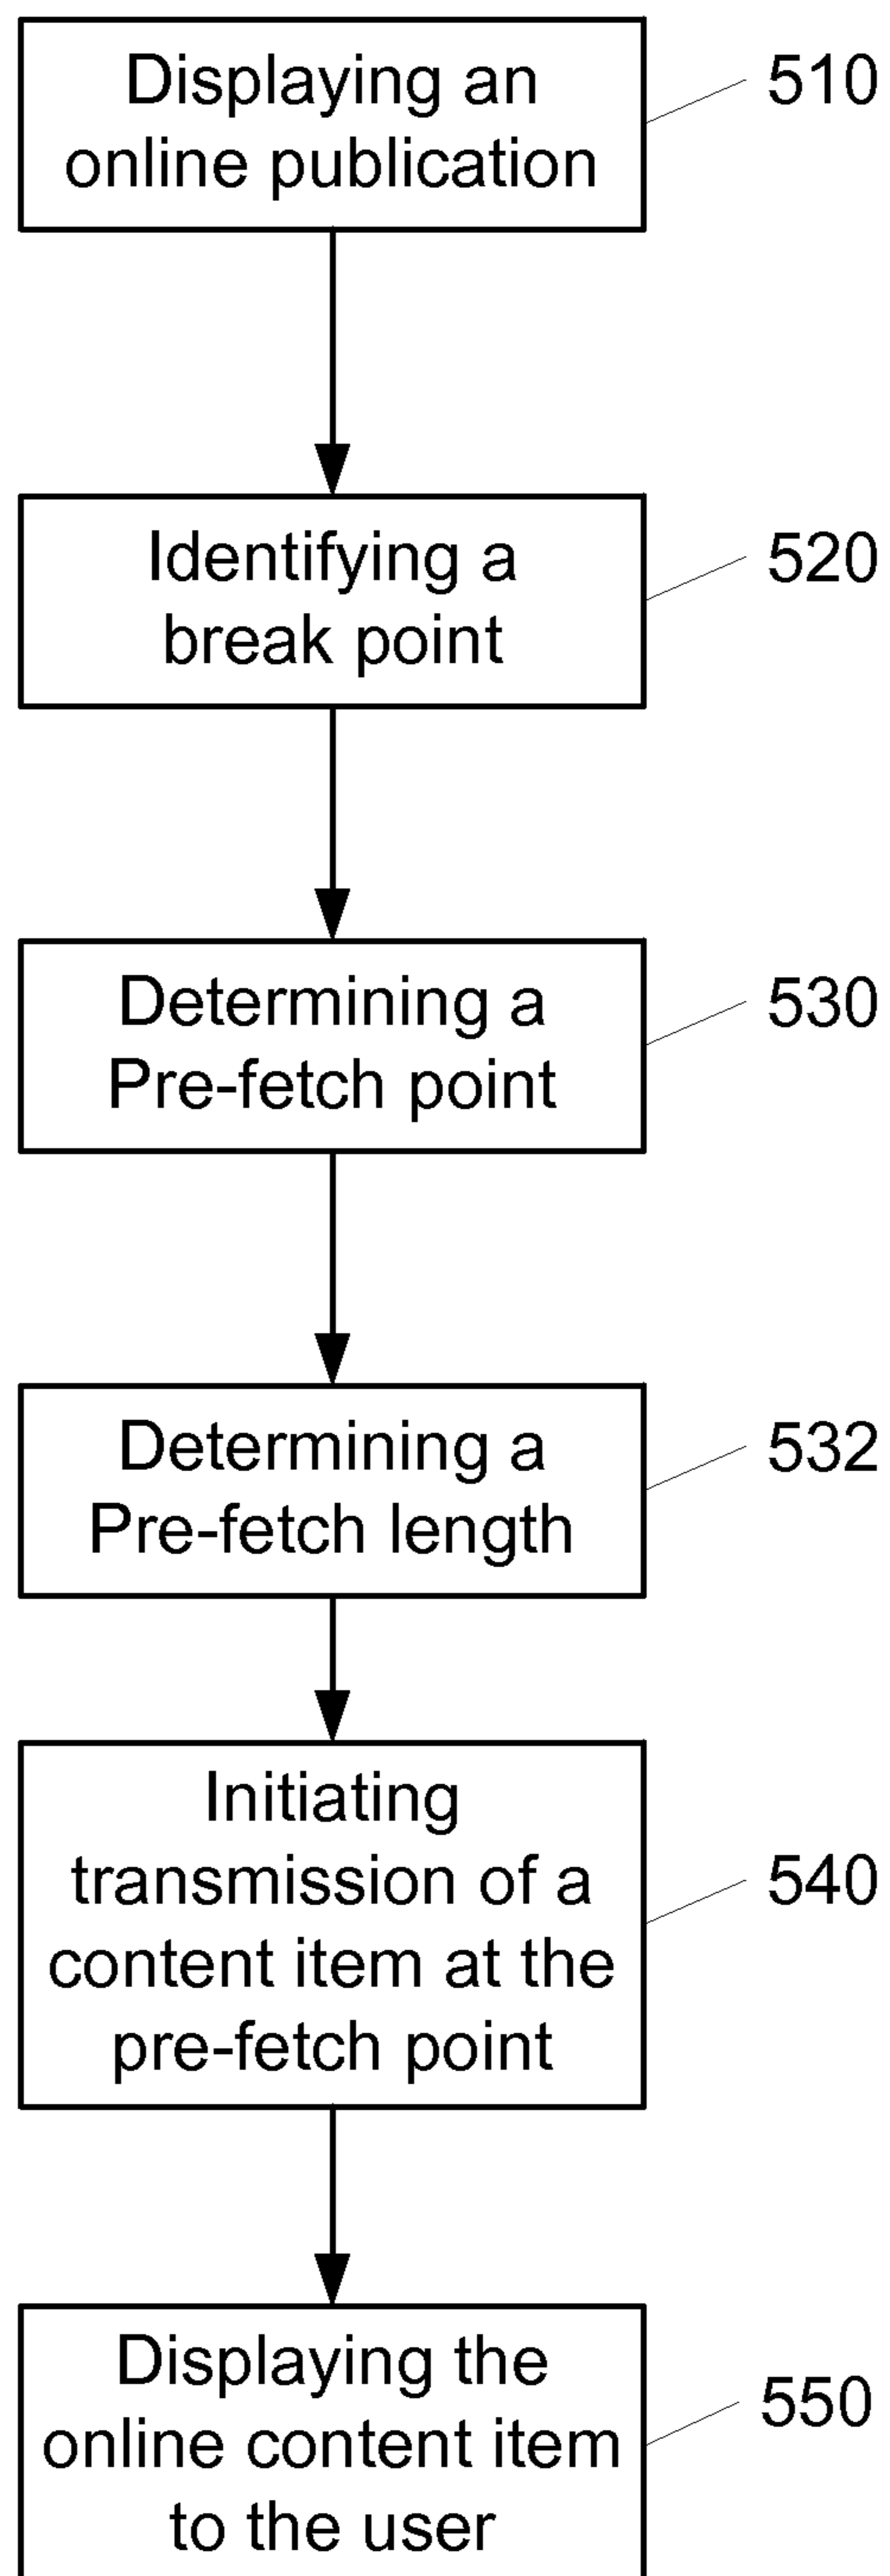 Displaying an
online publication
510
Identifying a
break point
520
Determining a
Pre-fetch point
530
Determining a
Pre-fetch length
532
Initiating
transmission of a
content item at the
pre-fetch point
540
Displaying the
online content item
to the user
550